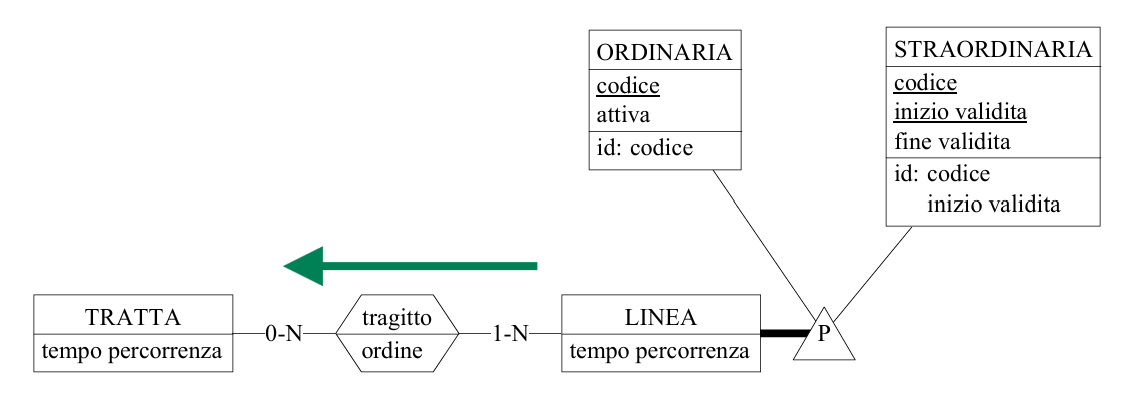 ORDINARIA
codice
attiva
id: codice
STRAORDINARIA
codice
inizio validita
fine validita
id: codice
inizio validita
TRATTA
tempo percorrenza
0-N
tragitto
ordine
1-N
LINEA
tempo percorrenza
P